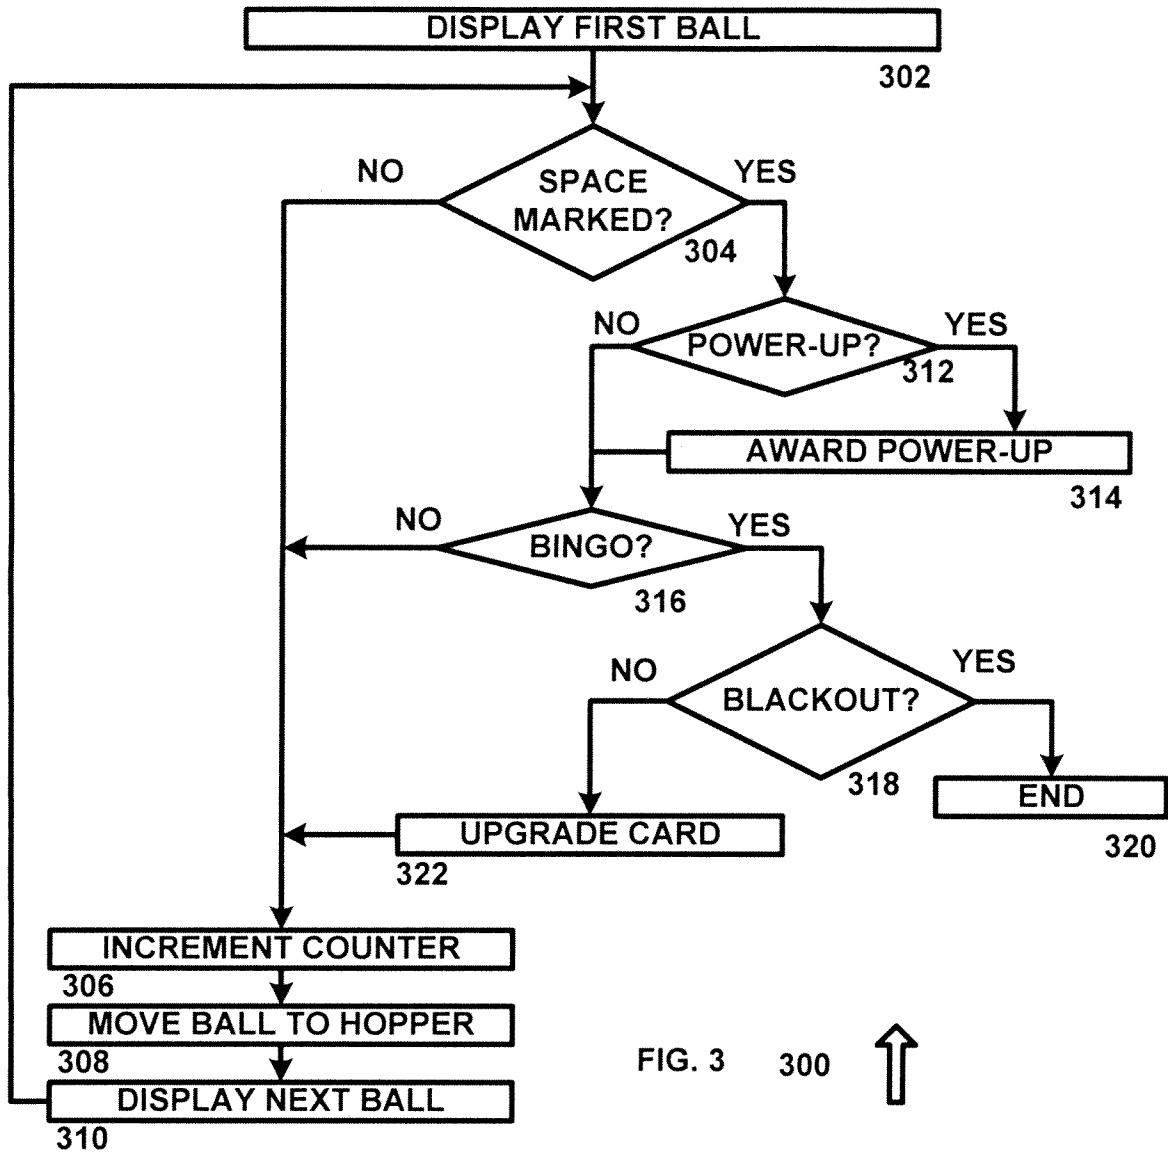 DISPLAY FIRST BALL
302
NO
YES
SPACE
MARKED?
304
NO
YES
POWER-UP?
312
AWARD POWER-UP
314
NO
YES
BINGO?
316
NO
YES
BLACKOUT?
318
END
320
UPGRADE CARD
322
INCREMENT COUNTER
306
MOVE BALL TO HOPPER
308
DISPLAY NEXT BALL
310
FIG. 3 300